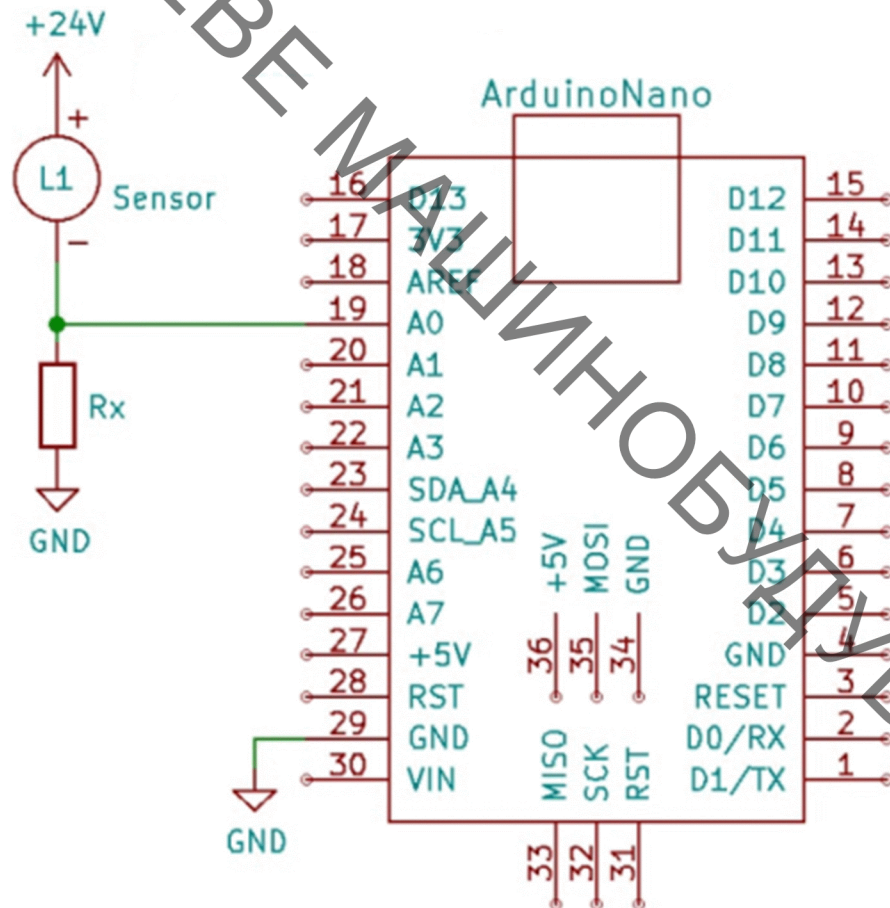 +24V
ArduinoNano
+
L1
Sensor
−
16 D13
D12 15
17 3V3
D11 14
18 AREF
D10 13
19 A0
D9 12
20 A1
D8 11
21 A2
D7 10
Rx
22 A3
D6 9
23 SDA_A4
D5 8
24 SCL_A5
D4 7
GND
25 A6
D3 6
26 A7
D2 5
27 +5V
GND 4
28 RST
RESET 3
29 GND
D0/RX 2
30 VIN
D1/TX 1
+5V
MOSI
GND
36
35
34
MISO
SCK
RST
33
32
31
GND
МАШИНОБУДУВ